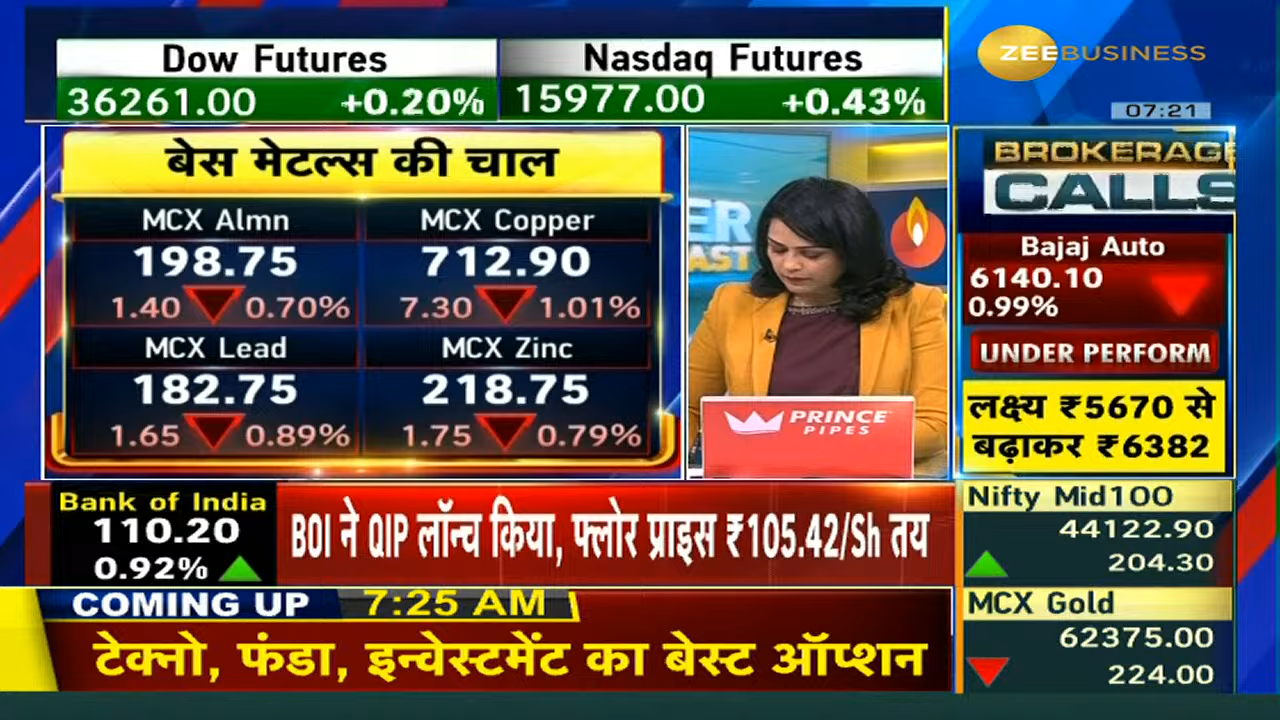 Dow Futures
36261.00 +0.20%
Nasdaq Futures
15977.00 +0.43%
ZEEBUSINESS
07:21
बेस मेटल्स की चाल
MCX Almn
198.75
1.40 0.70%
MCX Copper
712.90
7.30 1.01%
MCX Lead
182.75
1.65 0.89%
MCX Zinc
218.75
1.75 0.79%
PRINCE
PIPES
BROKERAGE
CALLS
Bajaj Auto
6140.10
0.99%
UNDER PERFORM
लक्ष्य ₹5670 से
बढ़ाकर ₹6382
Bank of India
110.20
0.92%
BOI ने QIP लॉन्च किया, फ्लोर प्राइस ₹105.42/Sh तय
Nifty Mid100
44122.90
204.30
COMING UP 7:25 AM
टेक्नो, फंडा, इन्वेस्टमेंट का बेस्ट ऑप्शन
MCX Gold
62375.00
224.00